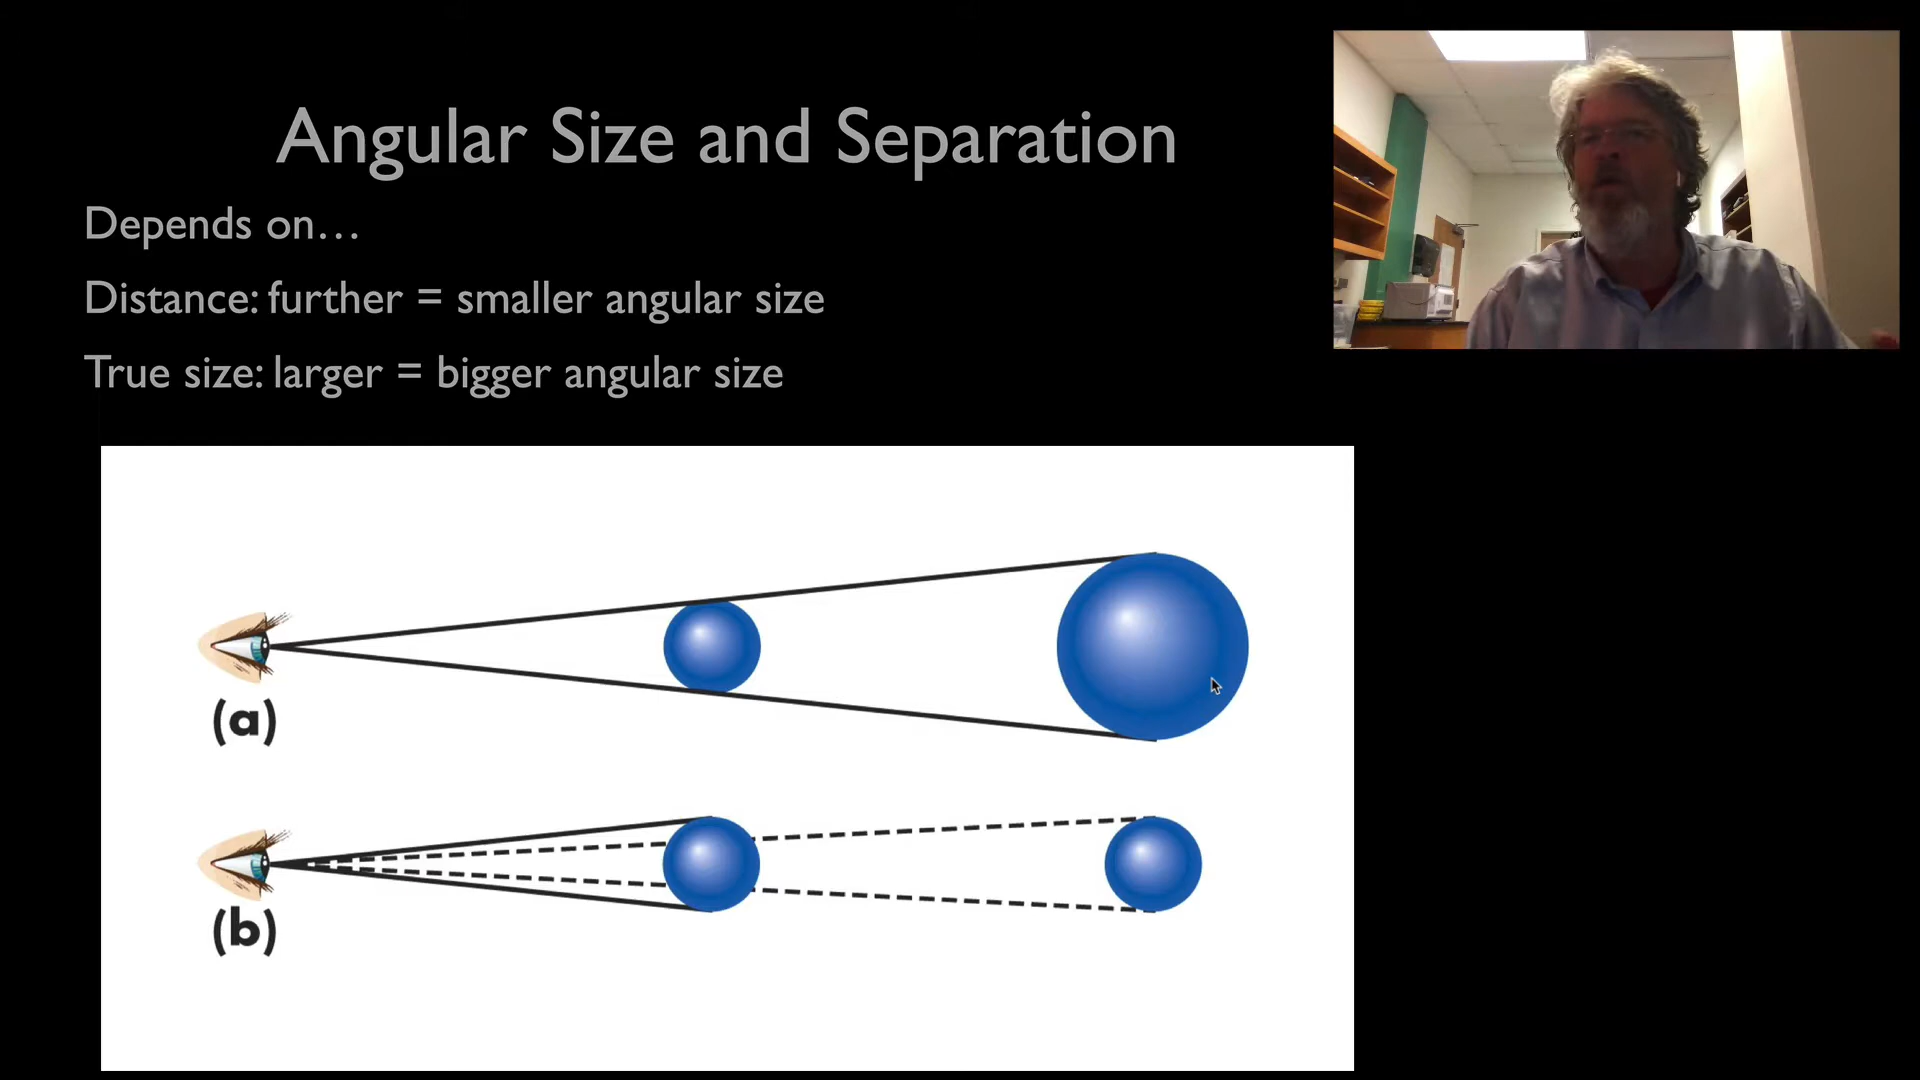 Angular Size and Separation
Depends on…
Distance: further = smaller angular size
True size: larger = bigger angular size
(a)
(b)